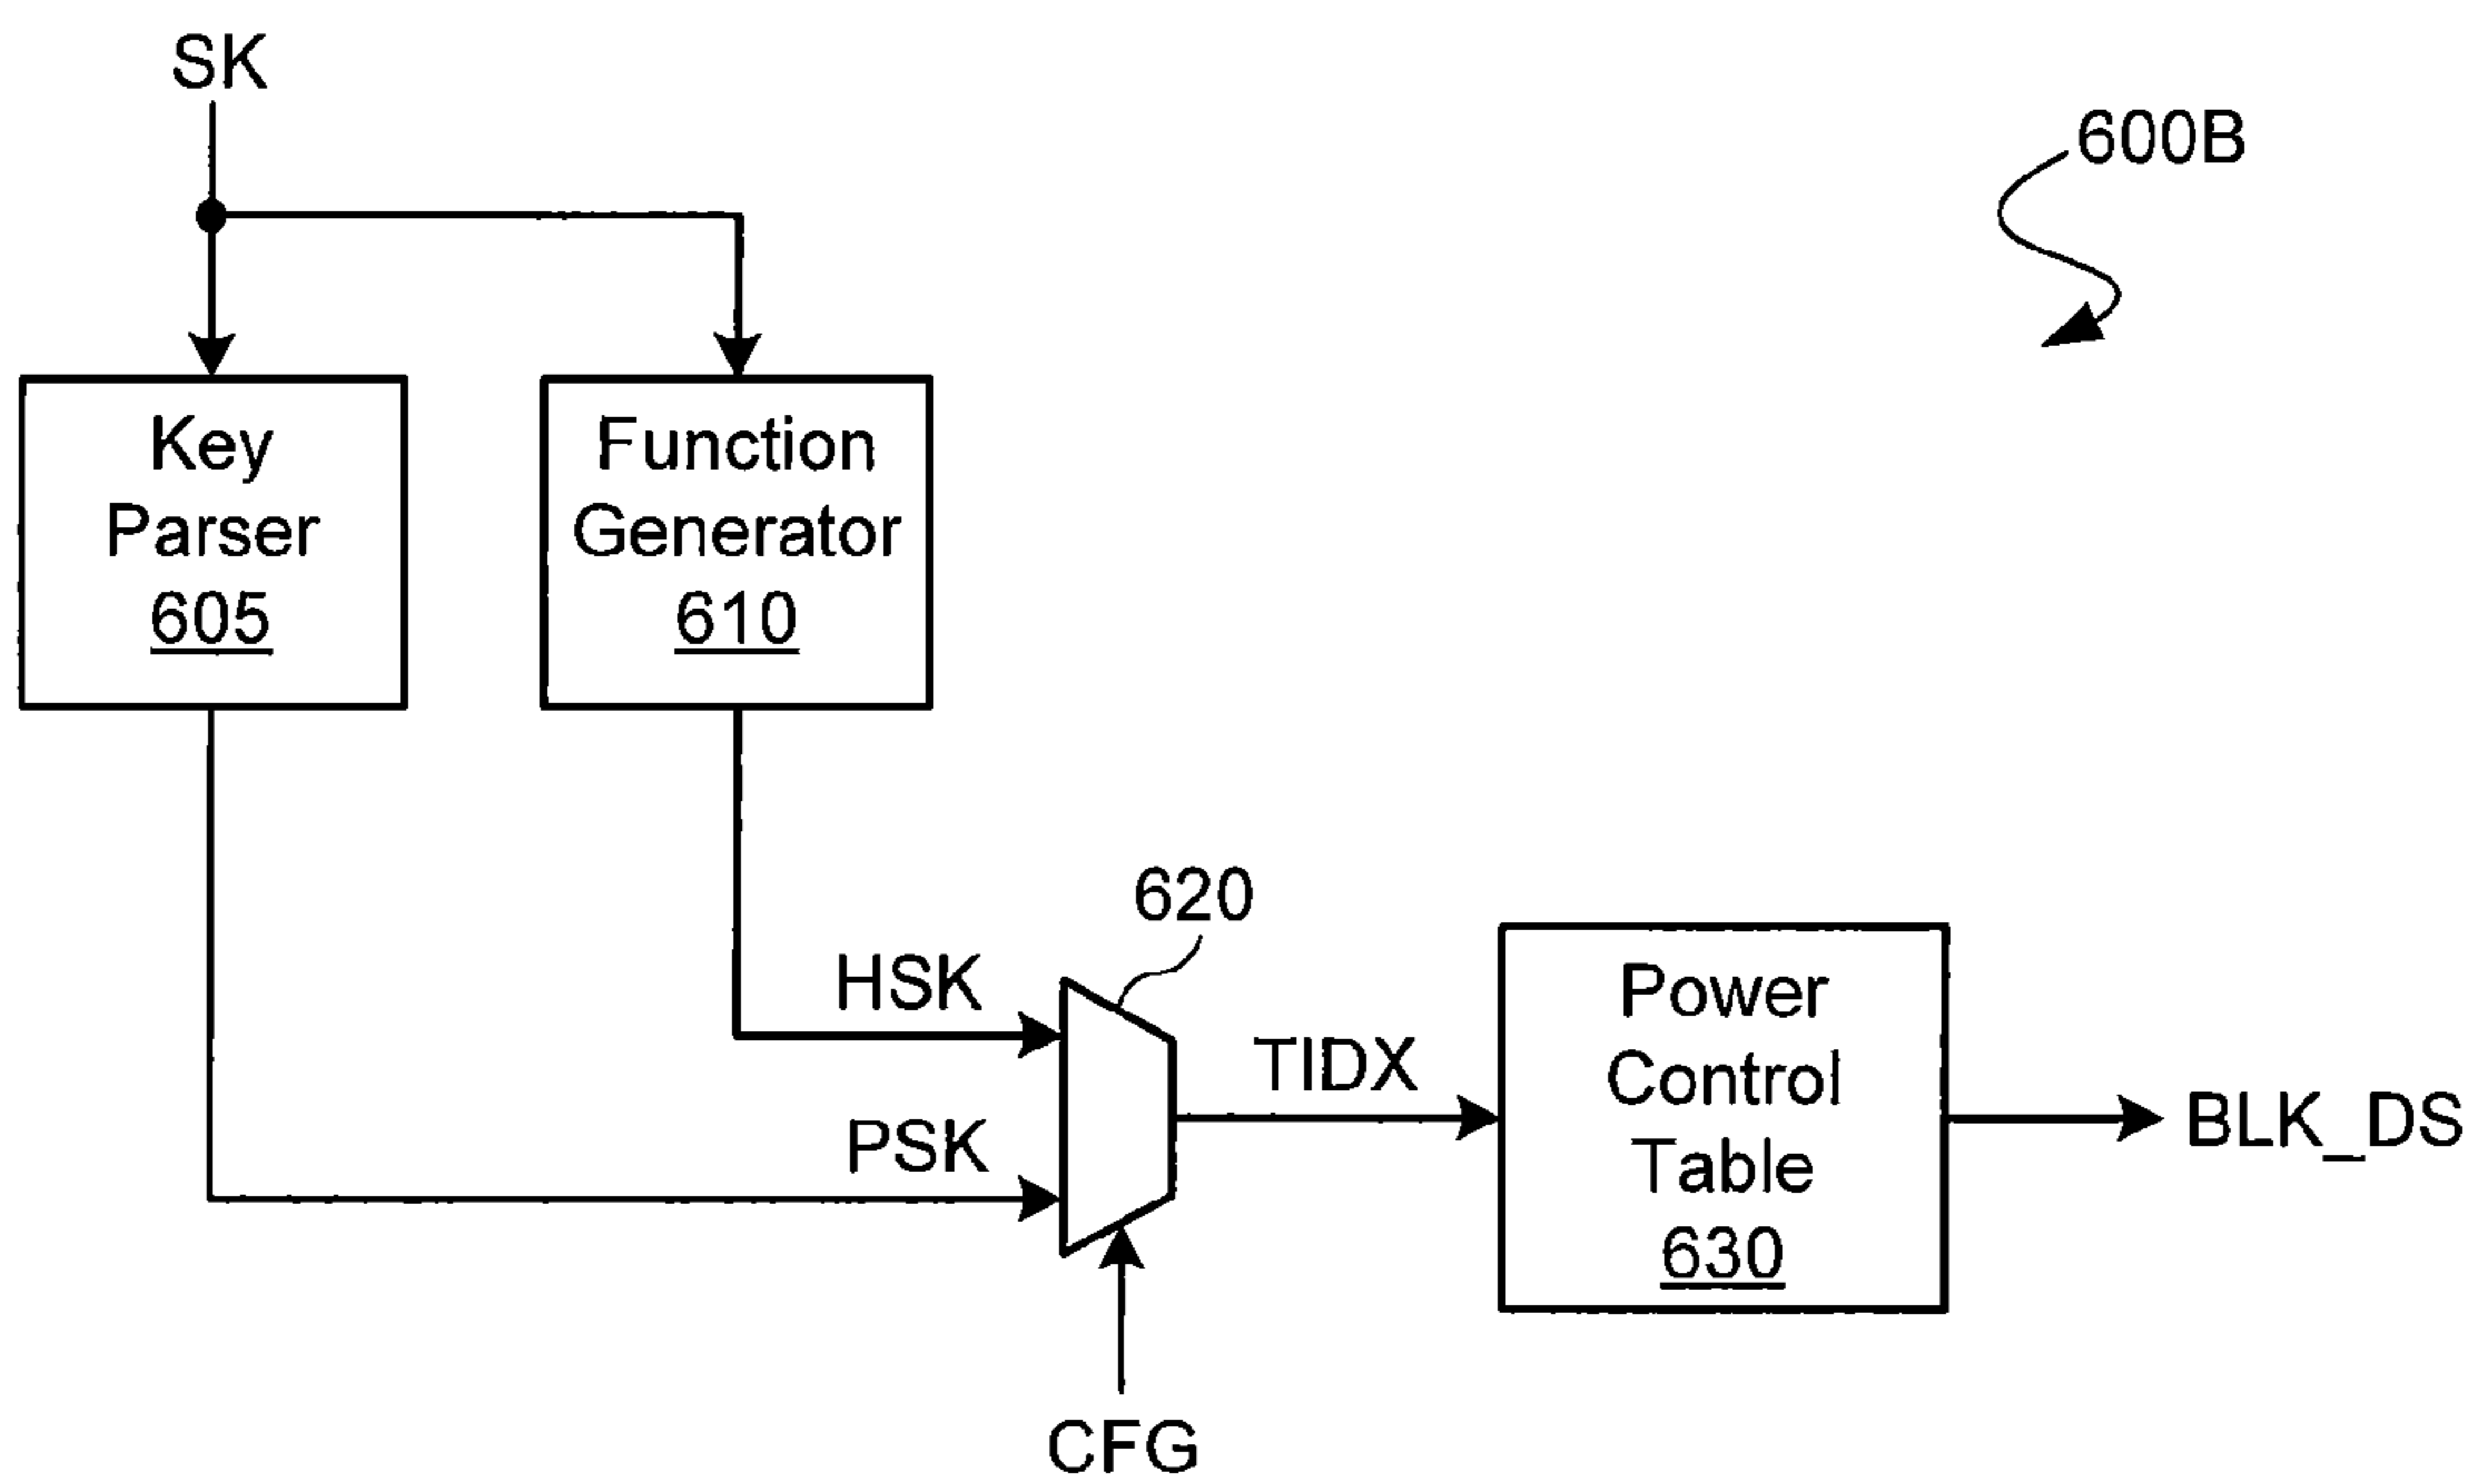 SK
600B
Key
Parser
605
Function
Generator
610
620
HSK
PSK
TIDX
CFG
Power
Control
Table
630
BLK_DS